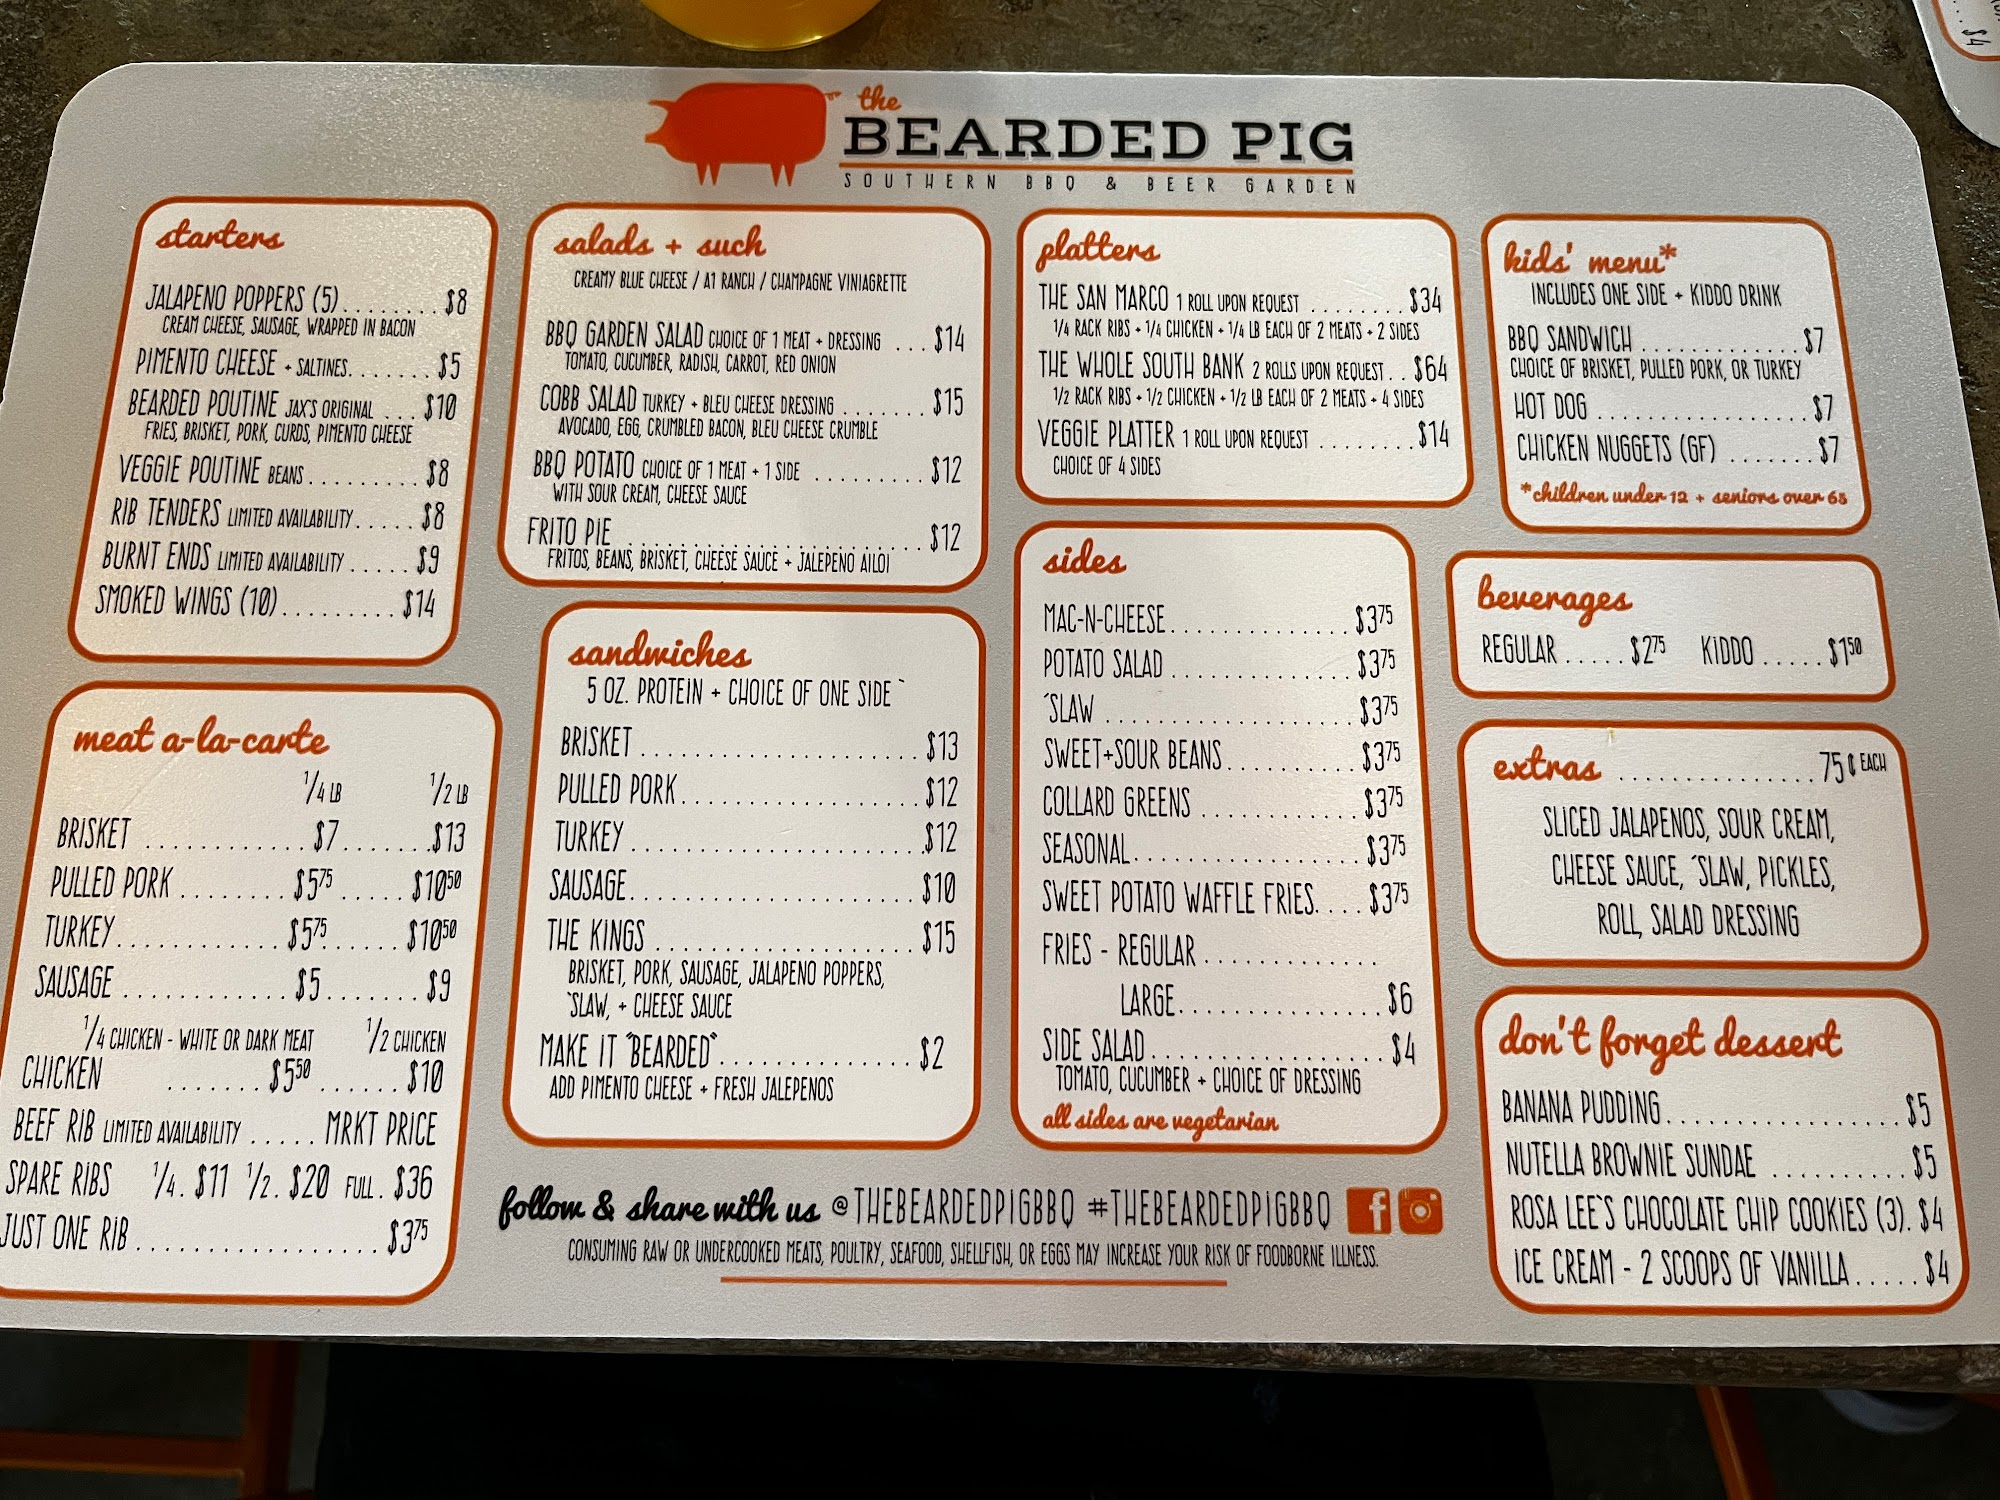 the
BEARDED PIG
SOUTHERN BBQ & BEER GARDEN
starters
JALAPENO POPPERS (5)........$8
CREAM CHEESE, SAUSAGE, WRAPPED IN BACON
PIMENTO CHEESE + SALTINES.......$5
BEARDED POUTINE JAX'S ORIGINAL ...$10
FRIES, BRISKET, PORK, CURDS, PIMENTO CHEESE
VEGGIE POUTINE BEANS.........$8
RIB TENDERS LIMITED AVAILABILITY.....$8
BURNT ENDS LIMITED AVAILABILITY.....$9
SMOKED WINGS (10).........$14
meat a-la-carte
1/4 LB 1/2 LB
BRISKET .............$7.......$13
PULLED PORK........$5 75.....$10 50
TURKEY............$5 75......$10 50
SAUSAGE............$5.......$9
1/4 CHICKEN - WHITE OR DARK MEAT 1/2 CHICKEN
CHICKEN .......$5 50......$10
BEEF RIB LIMITED AVAILABILITY.....MRKT PRICE
SPARE RIBS 1/4. $11 1/2. $20 FULL. $36
JUST ONE RIB..................$3 75
salads + such
CREAMY BLUE CHEESE / A1 RANCH / CHAMPAGNE VINIAGRETTE
BBQ GARDEN SALAD CHOICE OF 1 MEAT + DRESSING ...$14
TOMATO, CUCUMBER, RADISH, CARROT, RED ONION
COBB SALAD TURKEY + BLEU CHEESE DRESSING ........$15
AVOCADO, EGG, CRUMBLED BACON, BLEU CHEESE CRUMBLE
BBQ POTATO CHOICE OF 1 MEAT + 1 SIDE ..........$12
WITH SOUR CREAM, CHEESE SAUCE
FRITO PIE ......................$12
FRITOS, BEANS, BRISKET, CHEESE SAUCE + JALEPENO AILOI
sandwiches
5 OZ. PROTEIN + CHOICE OF ONE SIDE `
BRISKET.....................$13
PULLED PORK..................$12
TURKEY......................$12
SAUSAGE......................$10
THE KINGS ....................$15
BRISKET, PORK, SAUSAGE, JALAPENO POPPERS,
'SLAW, + CHEESE SAUCE
MAKE IT "BEARDED"..............$2
ADD PIMENTO CHEESE + FRESH JALEPENOS
platters
THE SAN MARCO 1 ROLL UPON REQUEST ........$34
1/4 RACK RIBS + 1/4 CHICKEN + 1/4 LB EACH OF 2 MEATS + 2 SIDES
THE WHOLE SOUTH BANK 2 ROLLS UPON REQUEST..$64
1/2 RACK RIBS + 1/2 CHICKEN + 1/2 LB EACH OF 2 MEATS + 4 SIDES
VEGGIE PLATTER 1 ROLL UPON REQUEST ........$14
CHOICE OF 4 SIDES
sides
MAC-N-CHEESE..............$3 75
POTATO SALAD..............$3 75
'SLAW ...................$3 75
SWEET+SOUR BEANS..........$3 75
COLLARD GREENS ............$3 75
SEASONAL.................$3 75
SWEET POTATO WAFFLE FRIES....$3 75
FRIES - REGULAR.............
LARGE...............$6
SIDE SALAD.................$4
TOMATO, CUCUMBER + CHOICE OF DRESSING
all sides are vegetarian
kids' menu*
INCLUDES ONE SIDE + KIDDO DRINK
BBQ SANDWICH.............$7
CHOICE OF BRISKET, PULLED PORK, OR TURKEY
HOT DOG.................$7
CHICKEN NUGGETS (GF).......$7
*children under 12 + seniors over 65
beverages
REGULAR.....$2 75 KIDDO.....$1 50
extras ...............75¢ EACH
SLICED JALAPENOS, SOUR CREAM,
CHEESE SAUCE, 'SLAW, PICKLES,
ROLL, SALAD DRESSING
don't forget dessert
BANANA PUDDING..................$5
NUTELLA BROWNIE SUNDAE ..........$5
ROSA LEE'S CHOCOLATE CHIP COOKIES (3).$4
ICE CREAM - 2 SCOOPS OF VANILLA.....$4
follow & share with us @THEBEARDEDPIGBBQ #THEBEARDEDPIGBBQ f
CONSUMING RAW OR UNDERCOOKED MEATS, POULTRY, SEAFOOD, SHELLFISH, OR EGGS MAY INCREASE YOUR RISK OF FOODBORNE ILLNESS.
$4